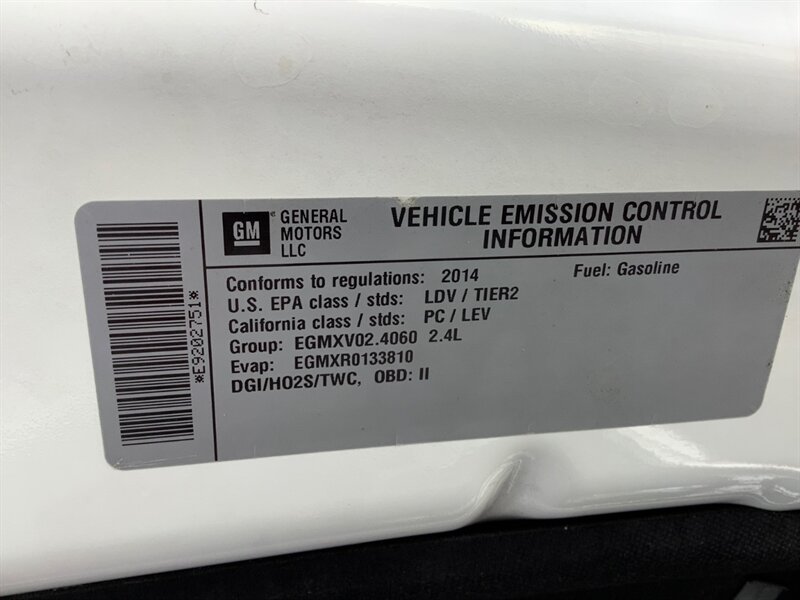 *E9202751*
GM
GENERAL
MOTORS
LLC
VEHICLE EMISSION CONTROL
INFORMATION
Conforms to regulations: 2014 Fuel: Gasoline
U.S. EPA class / stds: LDV / TIER2
California class / stds: PC / LEV
Group: EGMXV02.4060 2.4L
Evap: EGMXR0133810
DGI/HO2S/TWC, OBD: II